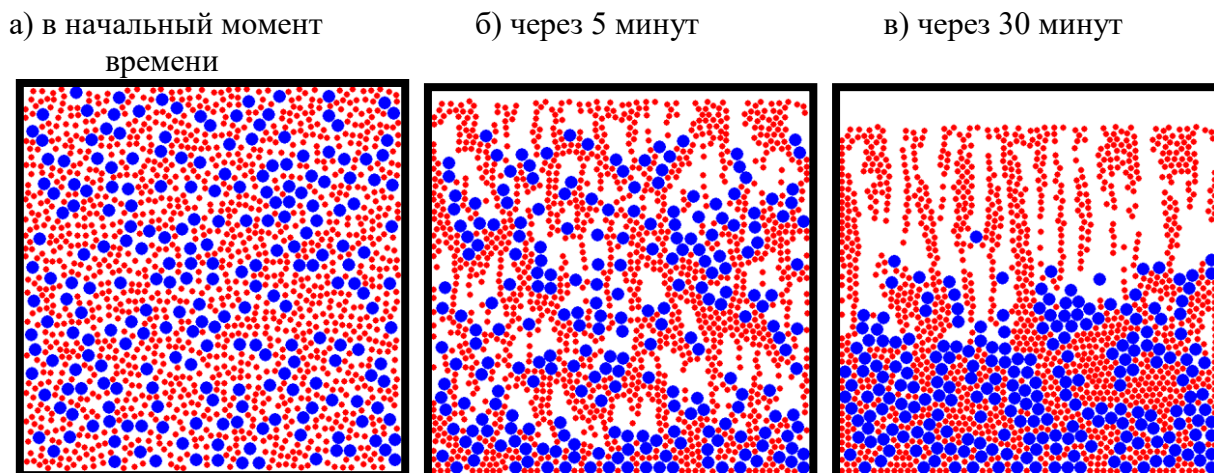 а) в начальный момент
времени
б) через 5 минут
в) через 30 минут